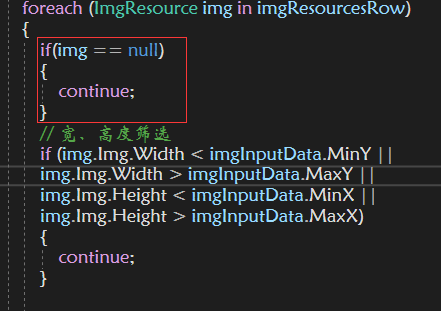 foreach (ImgResource img in imgResourcesRow)
{
if(img == null)
{
continue;
}
// 宽、高度筛选
if (img.Img.Width < imgInputData.MinY ||
img.Img.Width > imgInputData.MaxY ||
img.Img.Height < imgInputData.MinX ||
img.Img.Height > imgInputData.MaxX)
{
continue;
}